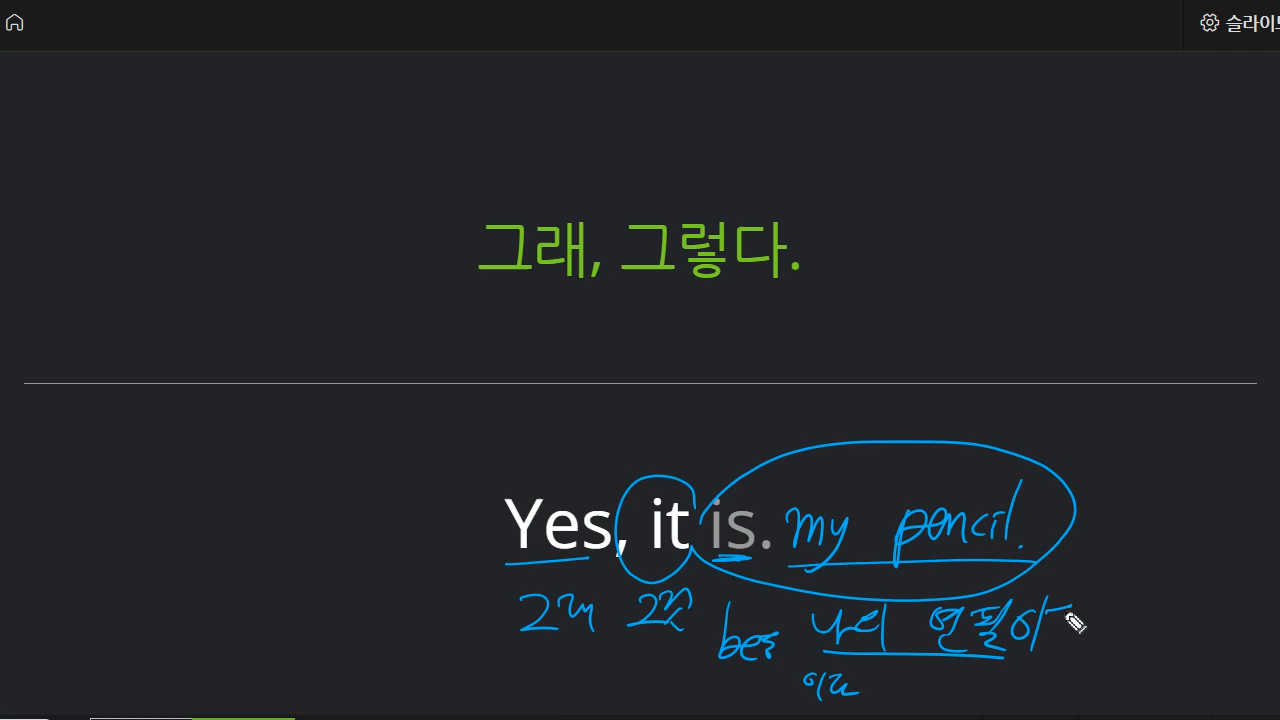 슬라이드
그래, 그렇다.
Yes, it is. my pencil.
그래 그것 be동 나의 연필이다